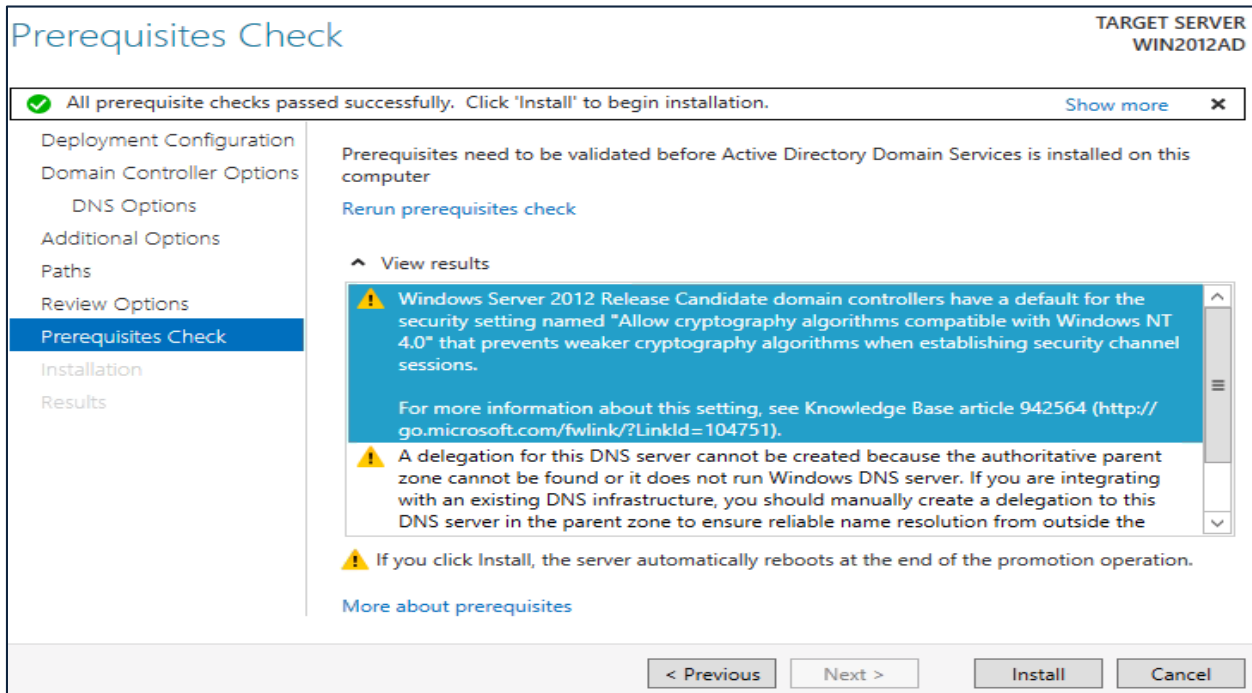 Prerequisites Check
TARGET SERVER
WIN2012AD
All prerequisite checks passed successfully. Click 'Install' to begin installation.
Show more
Deployment Configuration
Domain Controller Options
DNS Options
Additional Options
Paths
Review Options
Prerequisites Check
Installation
Results
Prerequisites need to be validated before Active Directory Domain Services is installed on this
computer
Rerun prerequisites check
View results
Windows Server 2012 Release Candidate domain controllers have a default for the
security setting named "Allow cryptography algorithms compatible with Windows NT
4.0" that prevents weaker cryptography algorithms when establishing security channel
sessions.
For more information about this setting, see Knowledge Base article 942564 (http://
go.microsoft.com/fwlink/?LinkId=104751).
A delegation for this DNS server cannot be created because the authoritative parent
zone cannot be found or it does not run Windows DNS server. If you are integrating
with an existing DNS infrastructure, you should manually create a delegation to this
DNS server in the parent zone to ensure reliable name resolution from outside the
If you click Install, the server automatically reboots at the end of the promotion operation.
More about prerequisites
< Previous
Next >
Install
Cancel